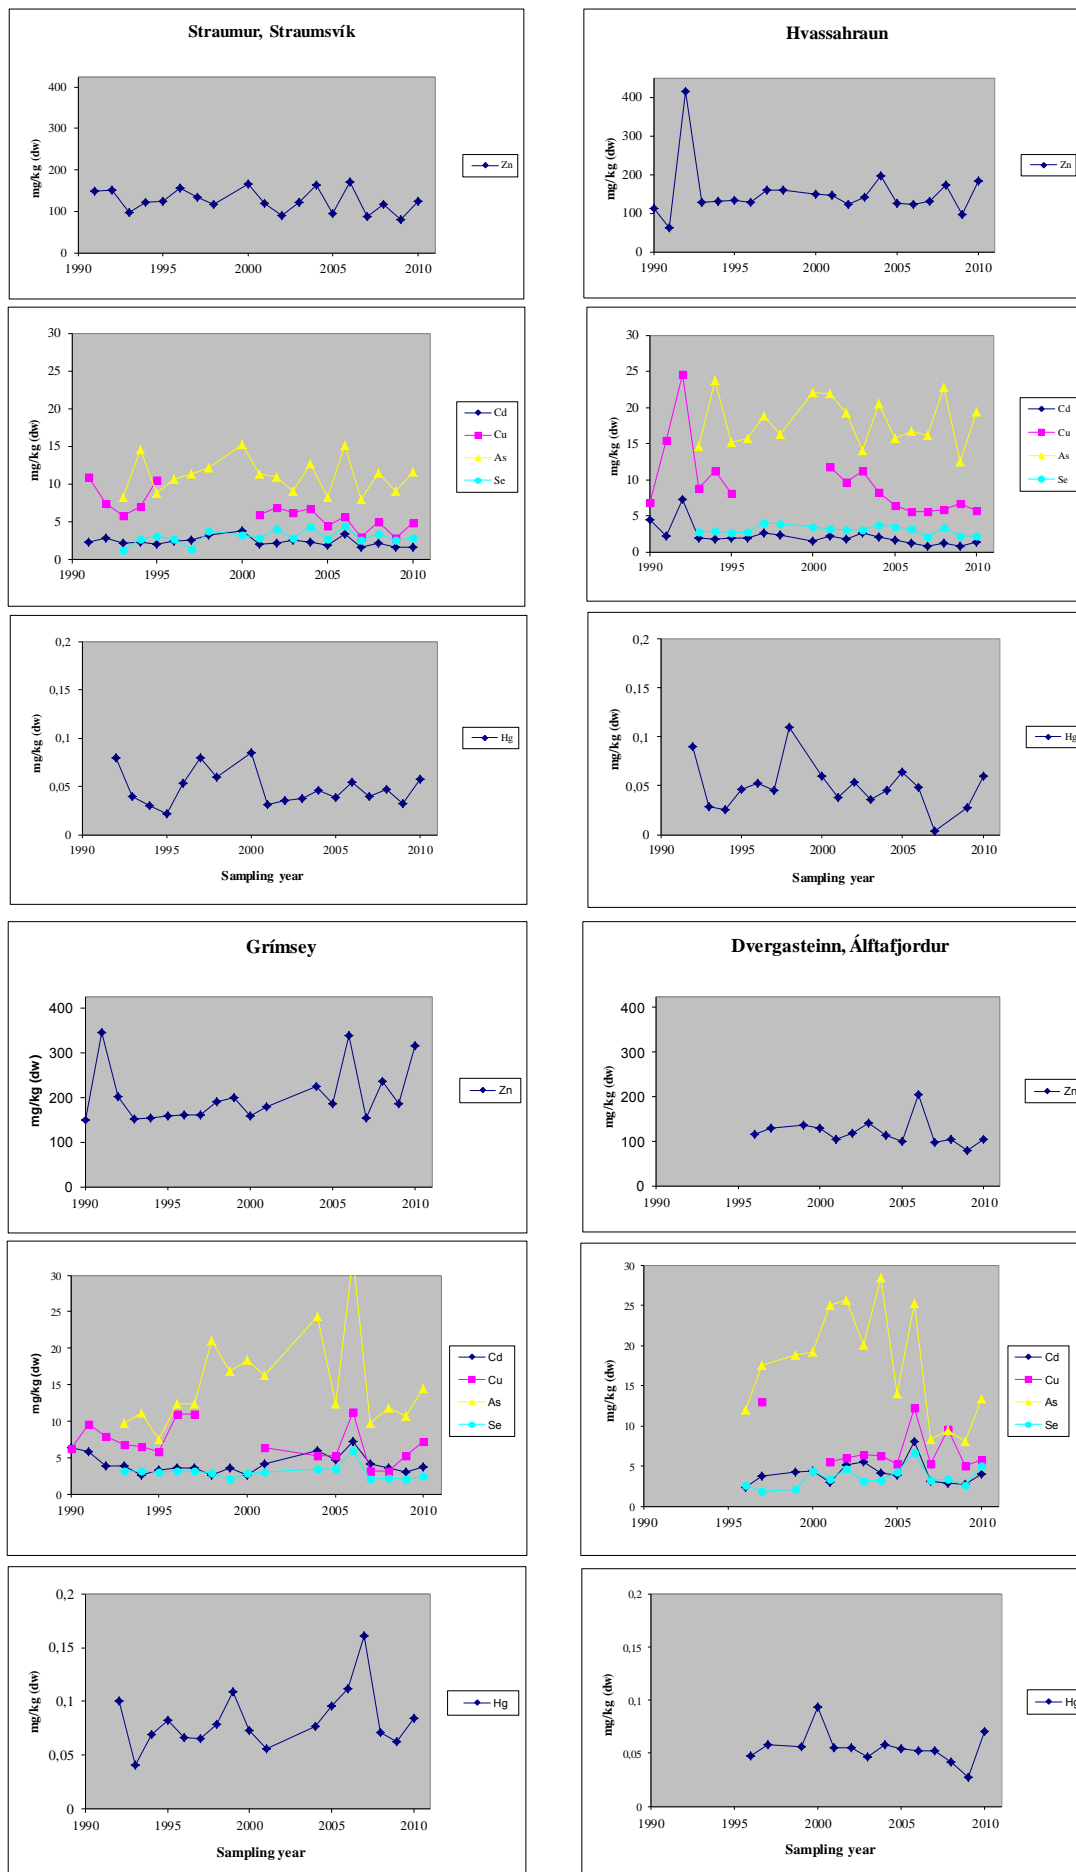 Straumur, Straumsvík
mg/kg (dw)
400
300
200
100
0
1990
1995
2000
2005
2010
Zn
mg/kg (dw)
30
25
20
15
10
5
0
1990
1995
2000
2005
2010
Cd
Cu
As
Se
mg/kg (dw)
0,2
0,15
0,1
0,05
0
1990
1995
2000
2005
2010
Sampling year
Hg
Hvassahraun
mg/kg (dw)
400
300
200
100
0
1990
1995
2000
2005
2010
Zn
mg/kg (dw)
30
25
20
15
10
5
0
1990
1995
2000
2005
2010
Cd
Cu
As
Se
mg/kg (dw)
0,2
0,15
0,1
0,05
0
1990
1995
2000
2005
2010
Sampling year
Hg
Grímsey
mg/kg (dw)
400
300
200
100
0
1990
1995
2000
2005
2010
Zn
mg/kg (dw)
30
25
20
15
10
5
0
1990
1995
2000
2005
2010
Cd
Cu
As
Se
mg/kg (dw)
0,2
0,15
0,1
0,05
0
1990
1995
2000
2005
2010
Sampling year
Hg
Dvergasteinn, Álftafjordur
mg/kg (dw)
400
300
200
100
0
1990
1995
2000
2005
2010
Zn
mg/kg (dw)
30
25
20
15
10
5
0
1990
1995
2000
2005
2010
Cd
Cu
As
Se
mg/kg (dw)
0,2
0,15
0,1
0,05
0
1990
1995
2000
2005
2010
Sampling year
Hg